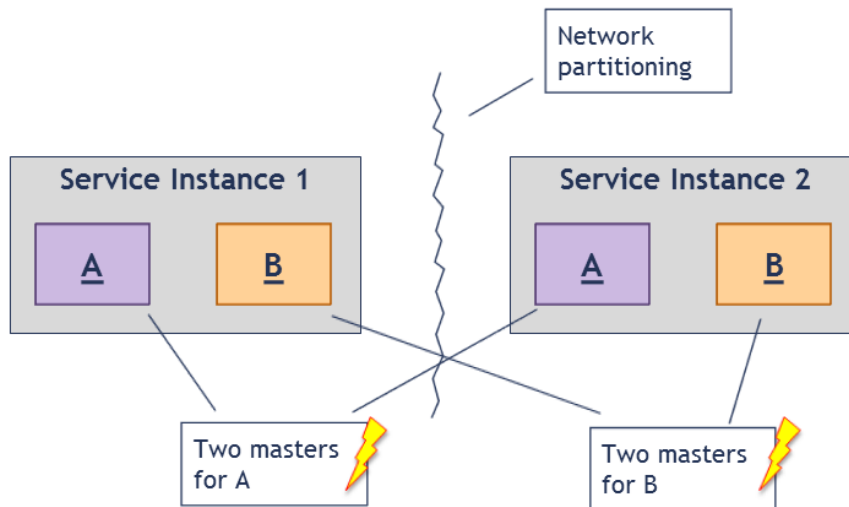 Network
partitioning
Service Instance 1
Service Instance 2
A
B
A
B
Two masters
for A
Two masters
for B